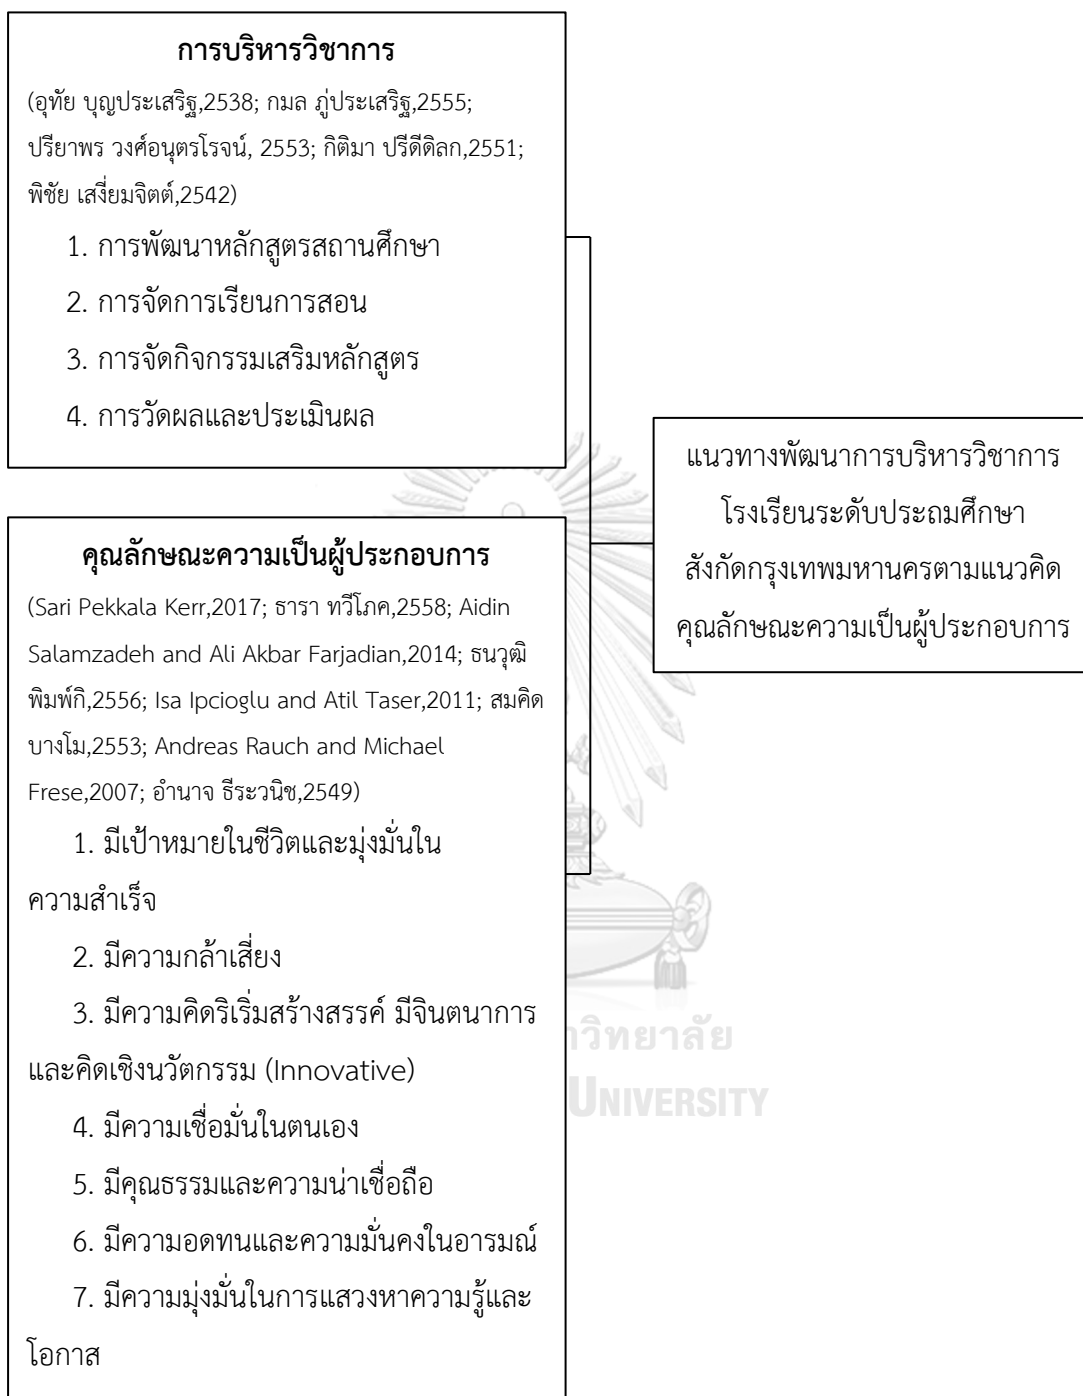 การบริหารวิชาการ
(อุทัย บุญประเสริฐ,2538; กมล ภู่ประเสริฐ,2555;
ปรียาพร วงศ์อนุตรโรจน์, 2553; กิติมา ปรีดีดิลก,2551;
พิชัย เสงี่ยมจิตต์,2542)
1. การพัฒนาหลักสูตรสถานศึกษา
2. การจัดการเรียนการสอน
3. การจัดกิจกรรมเสริมหลักสูตร
4. การวัดผลและประเมินผล
แนวทางพัฒนาการบริหารวิชาการ
โรงเรียนระดับประถมศึกษา
สังกัดกรุงเทพมหานครตามแนวคิด
คุณลักษณะความเป็นผู้ประกอบการ
คุณลักษณะความเป็นผู้ประกอบการ
(Sari Pekkala Kerr,2017; ธารา ทวีโภค,2558; Aidin
Salamzadeh and Ali Akbar Farjadian,2014; ธนวุฒิ
พิมพ์กิ,2556; Isa Ipcioglu and Atil Taser,2011; สมคิด
บางโม,2553; Andreas Rauch and Michael
Frese,2007; อำนาจ ธีระวนิช,2549)
1. มีเป้าหมายในชีวิตและมุ่งมั่นใน
ความสำเร็จ
2. มีความกล้าเสี่ยง
3. มีความคิดริเริ่มสร้างสรรค์ มีจินตนาการ
และคิดเชิงนวัตกรรม (Innovative)
4. มีความเชื่อมั่นในตนเอง
5. มีคุณธรรมและความน่าเชื่อถือ
6. มีความอดทนและความมั่นคงในอารมณ์
7. มีความมุ่งมั่นในการแสวงหาความรู้และ
โอกาส
วิทยาลัย
UNIVERSITY